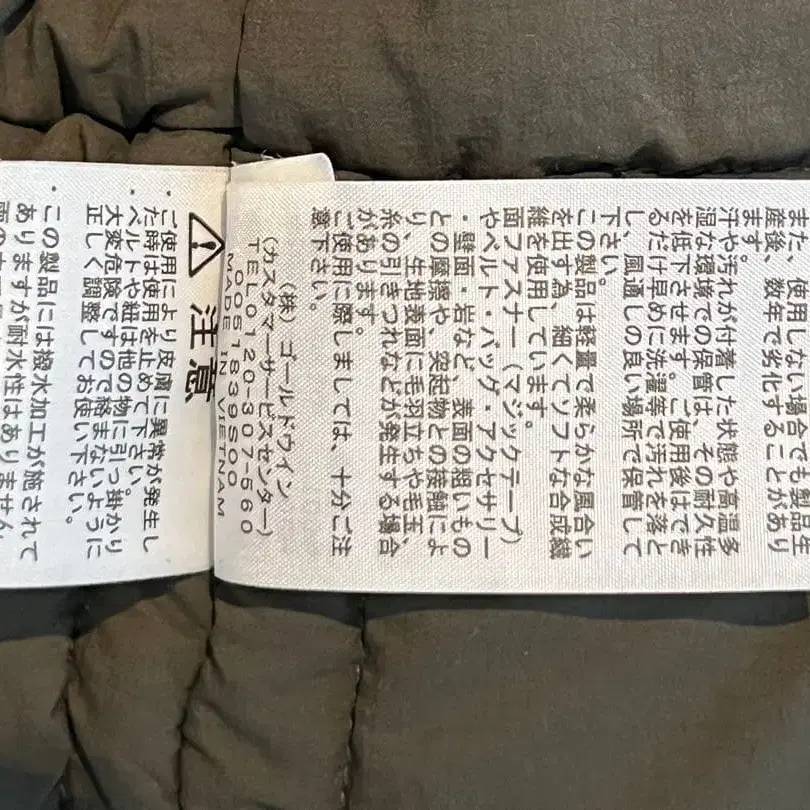 また、使用しない場合でも製品生
産後、数年で劣化することがあり
ます。
汗や汚れが付着した状態や高温多
湿な環境での保管は、その耐久性
を低下させます。ご使用後はでき
るだけ早めに洗濯等で汚れを落と
し、風通しの良い場所で保管して
下さい。
この製品は軽量で柔らかな風合い
を出す為、細くてソフトな合成繊
維を使用しています。
面ファスナー(マジックテープ)
やベルト・バッグ・アクセサリー
・壁面・岩など、表面の粗いもの
との摩擦や、突起物との接触によ
り、生地表面に毛羽立ちや毛玉、
糸の引きつれなどが発生する場合
があります。
ご使用に際しましては、十分ご注
意下さい。
(株)ゴールドウイン
(カスタマーサービスセンター)
TEL0120-307-560
0051839S00
MADE IN VIETNAM
注意
・ご使用により皮膚に異常が発生し
た時は使用を止めて下さい。
・ベルトや紐は他の物に引っ掛かり
大変危険ですので絡まないように
正しく調整してお使い下さい。
・この製品には撥水加工が施されて
ありますが耐水性はありません